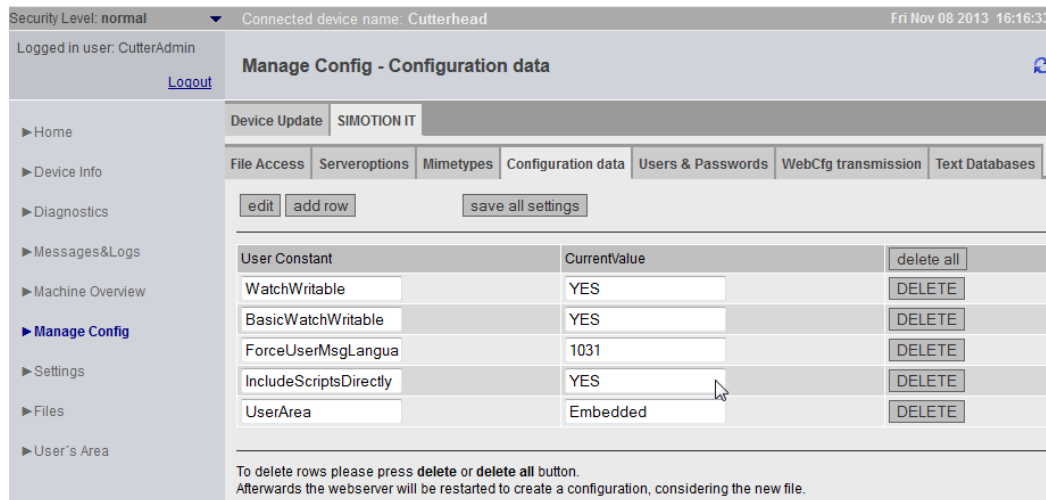 Security Level: normal Connected device name: Cutterhead Fri Nov 08 2013 16:16:33
Logged in user: CutterAdmin
Logout
Manage Config - Configuration data
Device Update SIMOTION IT
File Access Serveroptions Mimetypes Configuration data Users & Passwords WebCfg transmission Text Databases
Home
Device Info
Diagnostics
Messages&Logs
Machine Overview
Manage Config
Settings
Files
User´s Area
edit add row save all settings
User Constant CurrentValue delete all
WatchWritable YES DELETE
BasicWatchWritable YES DELETE
ForceUserMsgLangua 1031 DELETE
IncludeScriptsDirectly YES DELETE
UserArea Embedded DELETE
To delete rows please press delete or delete all button.
Afterwards the webserver will be restarted to create a configuration, considering the new file.